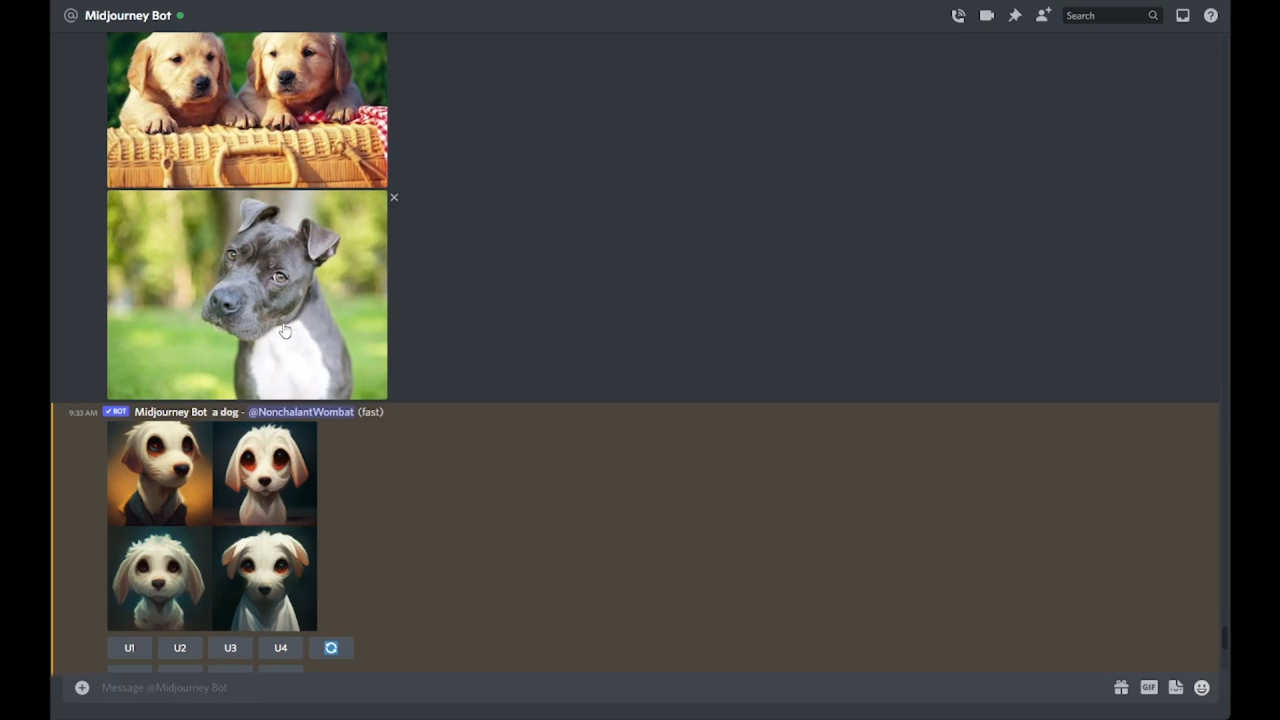 Midjourney Bot
Search
9:33 AM BOT Midjourney Bot a dog - @NonchalantWombat (fast)
U1 U2 U3 U4
Message @Midjourney Bot
GIF